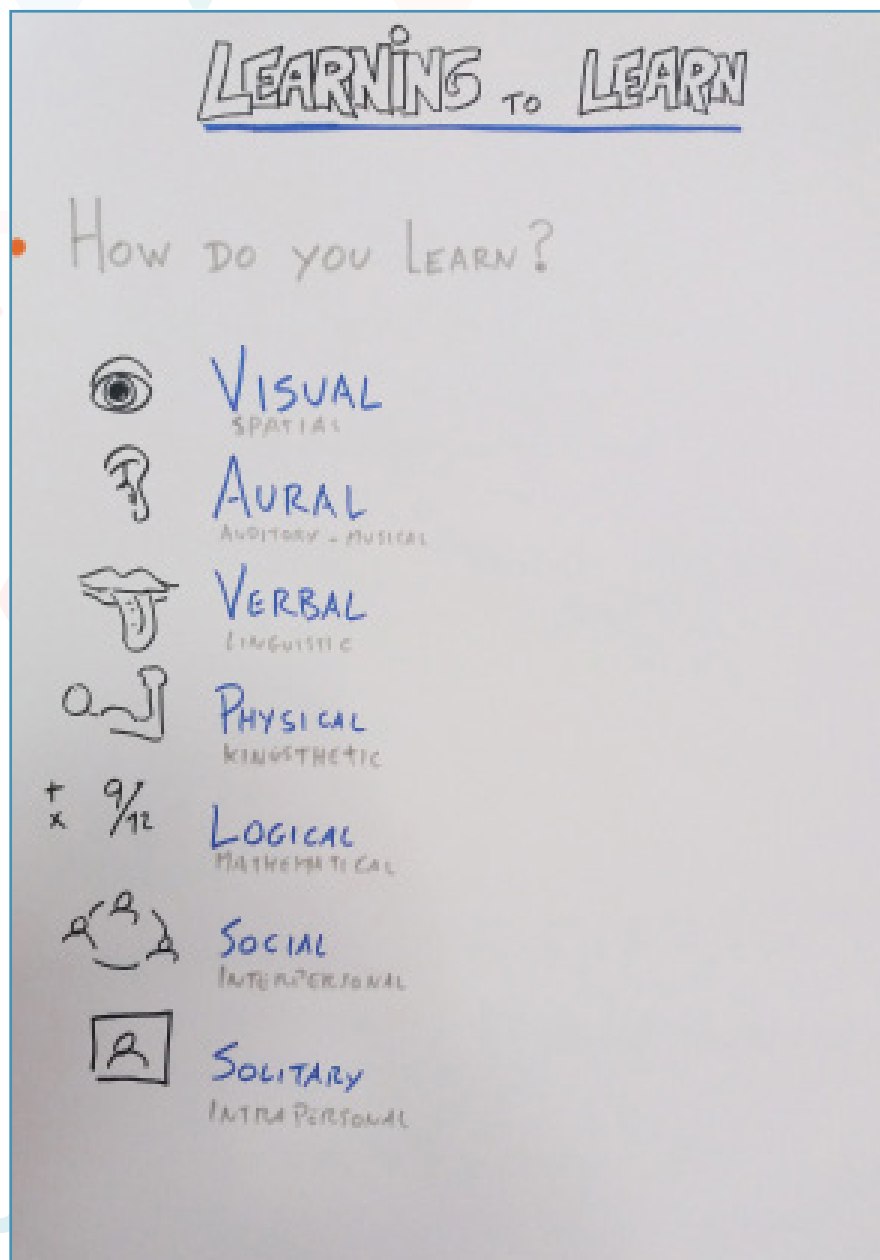 LEARNING TO LEARN
HOW DO YOU LEARN?
VISUAL
SPATIAL
AURAL
AUDITORY - MUSICAL
VERBAL
LINGUISTIC
PHYSICAL
KINGSTHETIC
+
x 9/12
LOGICAL
MATHEMATICAL
SOCIAL
INTERPERSONAL
SOLITARY
INTRAPERSONAL